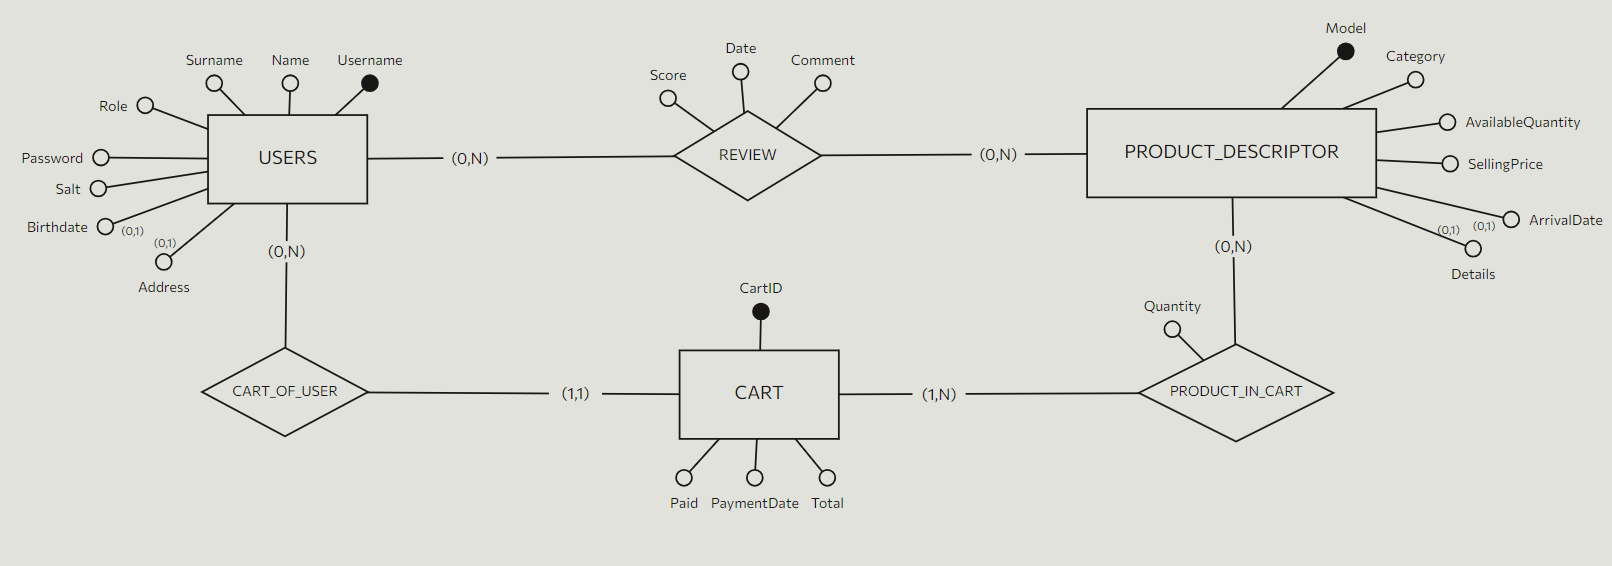 Model
Date
Category
Surname
Name
Username
Comment
Score
Role
AvailableQuantity
USERS
(0,N)
REVIEW
(0,N)
PRODUCT_DESCRIPTOR
Password
SellingPrice
Salt
Birthdate
(0,1)
ArrivalDate
(0,1)
(0,1)
(0,1)
(0,N)
(0,N)
Details
Address
CartID
Quantity
CART_OF_USER
(1,1)
CART
(1,N)
PRODUCT_IN_CART
Paid
PaymentDate
Total